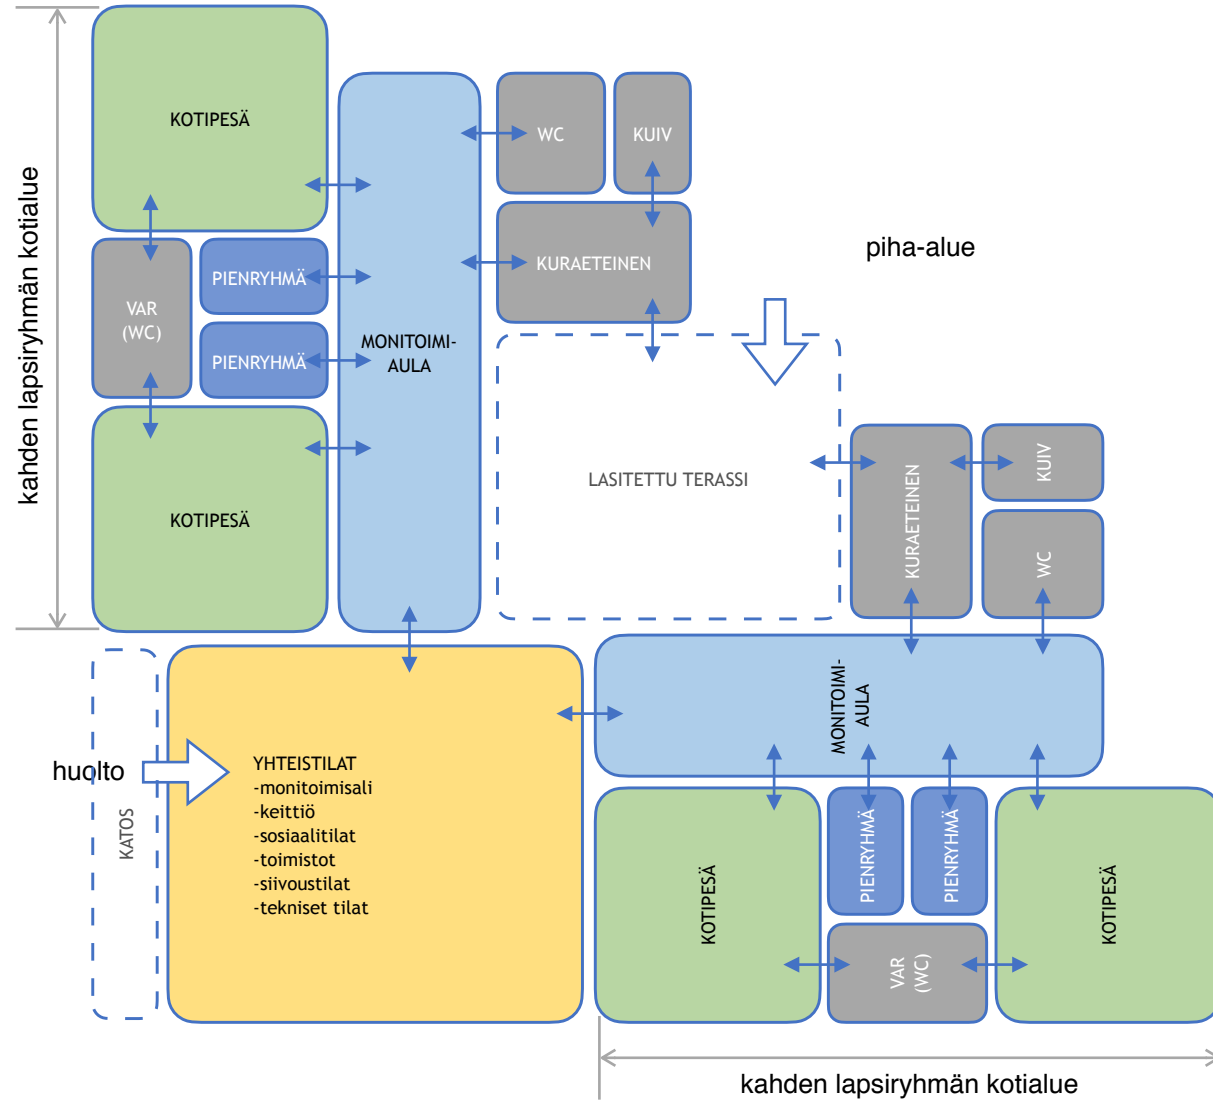 kahden lapsiryhmän kotialue
KOTIPESÄ
WC
KUIV
KURAETEINEN
piha-alue
PIENRYHMÄ
VAR
(WC)
PIENRYHMÄ
MONITOIMI-
AULA
KOTIPESÄ
LASITETTU TERASSI
KURAETEINEN
KUIV
WC
huolto
KATOS
YHTEISTILAT
-monitoimisali
-keittiö
-sosiaalitilat
-toimistot
-siivoustilat
-tekniset tilat
MONITOIMI-
AULA
KOTIPESÄ
PIENRYHMÄ
PIENRYHMÄ
KOTIPESÄ
VAR
(WC)
kahden lapsiryhmän kotialue